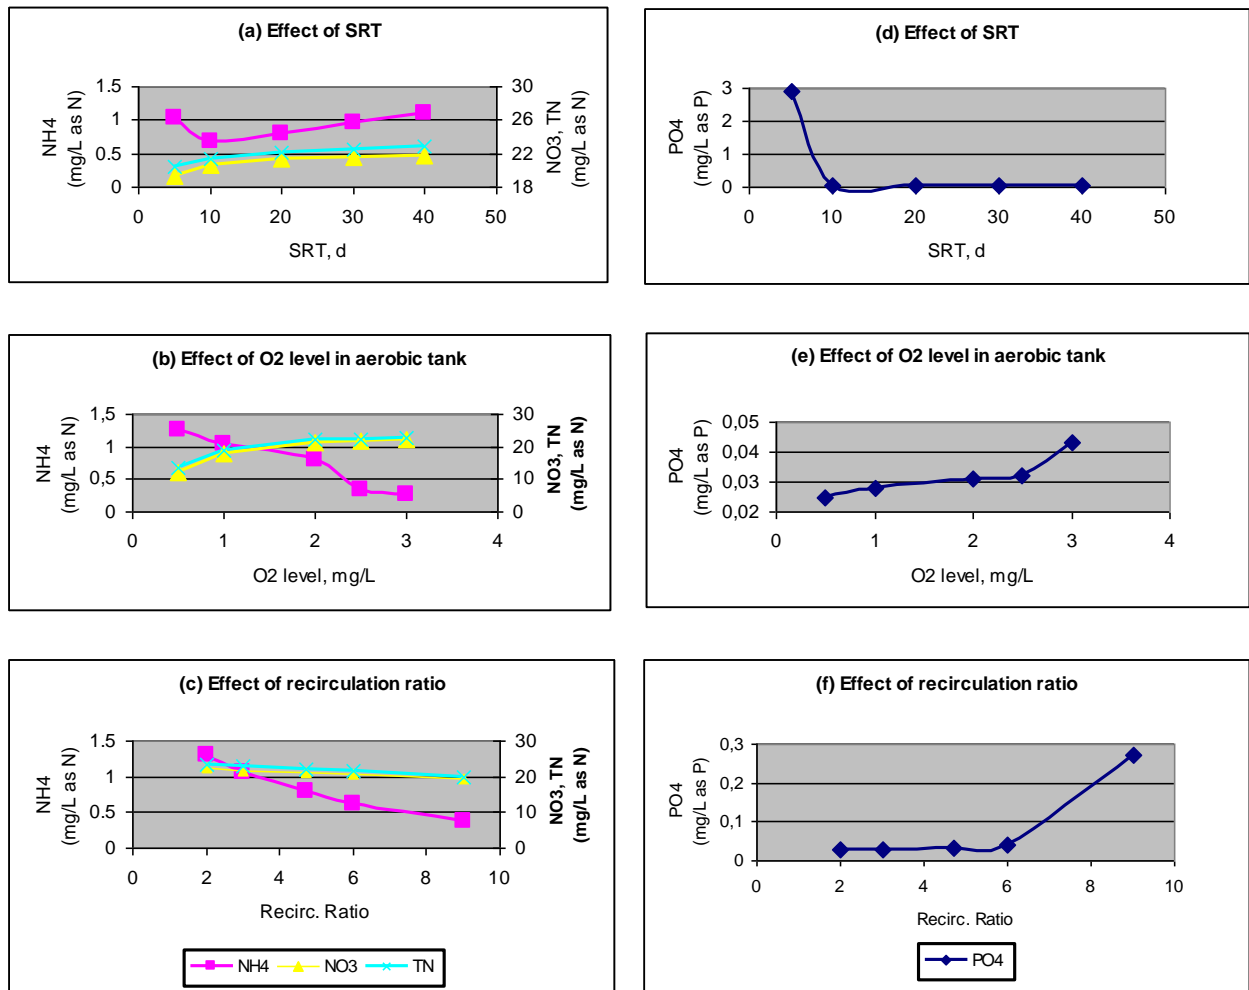 (a) Effect of SRT
NH4
(mg/L as N)
1.5
1
0.5
0
30
26
22
18
NO3, TN
(mg/L as N)
0 10 20 30 40 50
SRT, d
(d) Effect of SRT
PO4
(mg/L as P)
3
2
1
0
0 10 20 30 40 50
SRT, d
(b) Effect of O2 level in aerobic tank
NH4
(mg/L as N)
1,5
1
0.5
0
30
20
10
0
NO3, TN
(mg/L as N)
0 1 2 3 4
O2 level, mg/L
(e) Effect of O2 level in aerobic tank
PO4
(mg/L as P)
0,05
0,04
0,03
0,02
0 1 2 3 4
O2 level, mg/L
(c) Effect of recirculation ratio
NH4
(mg/L as N)
1.5
1
0.5
0
30
20
10
0
NO3, TN
(mg/L as N)
0 2 4 6 8 10
Recirc. Ratio
NH4 NO3 TN
(f) Effect of recirculation ratio
PO4
(mg/L as P)
0,3
0,2
0,1
0
0 2 4 6 8 10
Recirc. Ratio
PO4